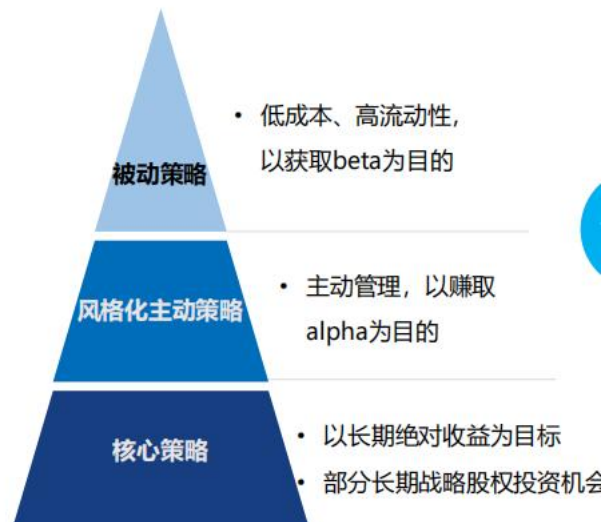 被动策略
• 低成本、高流动性，
以获取beta为目的
风格化主动策略
• 主动管理，以赚取
alpha为目的
核心策略
• 以长期绝对收益为目标
• 部分长期战略股权投资机会